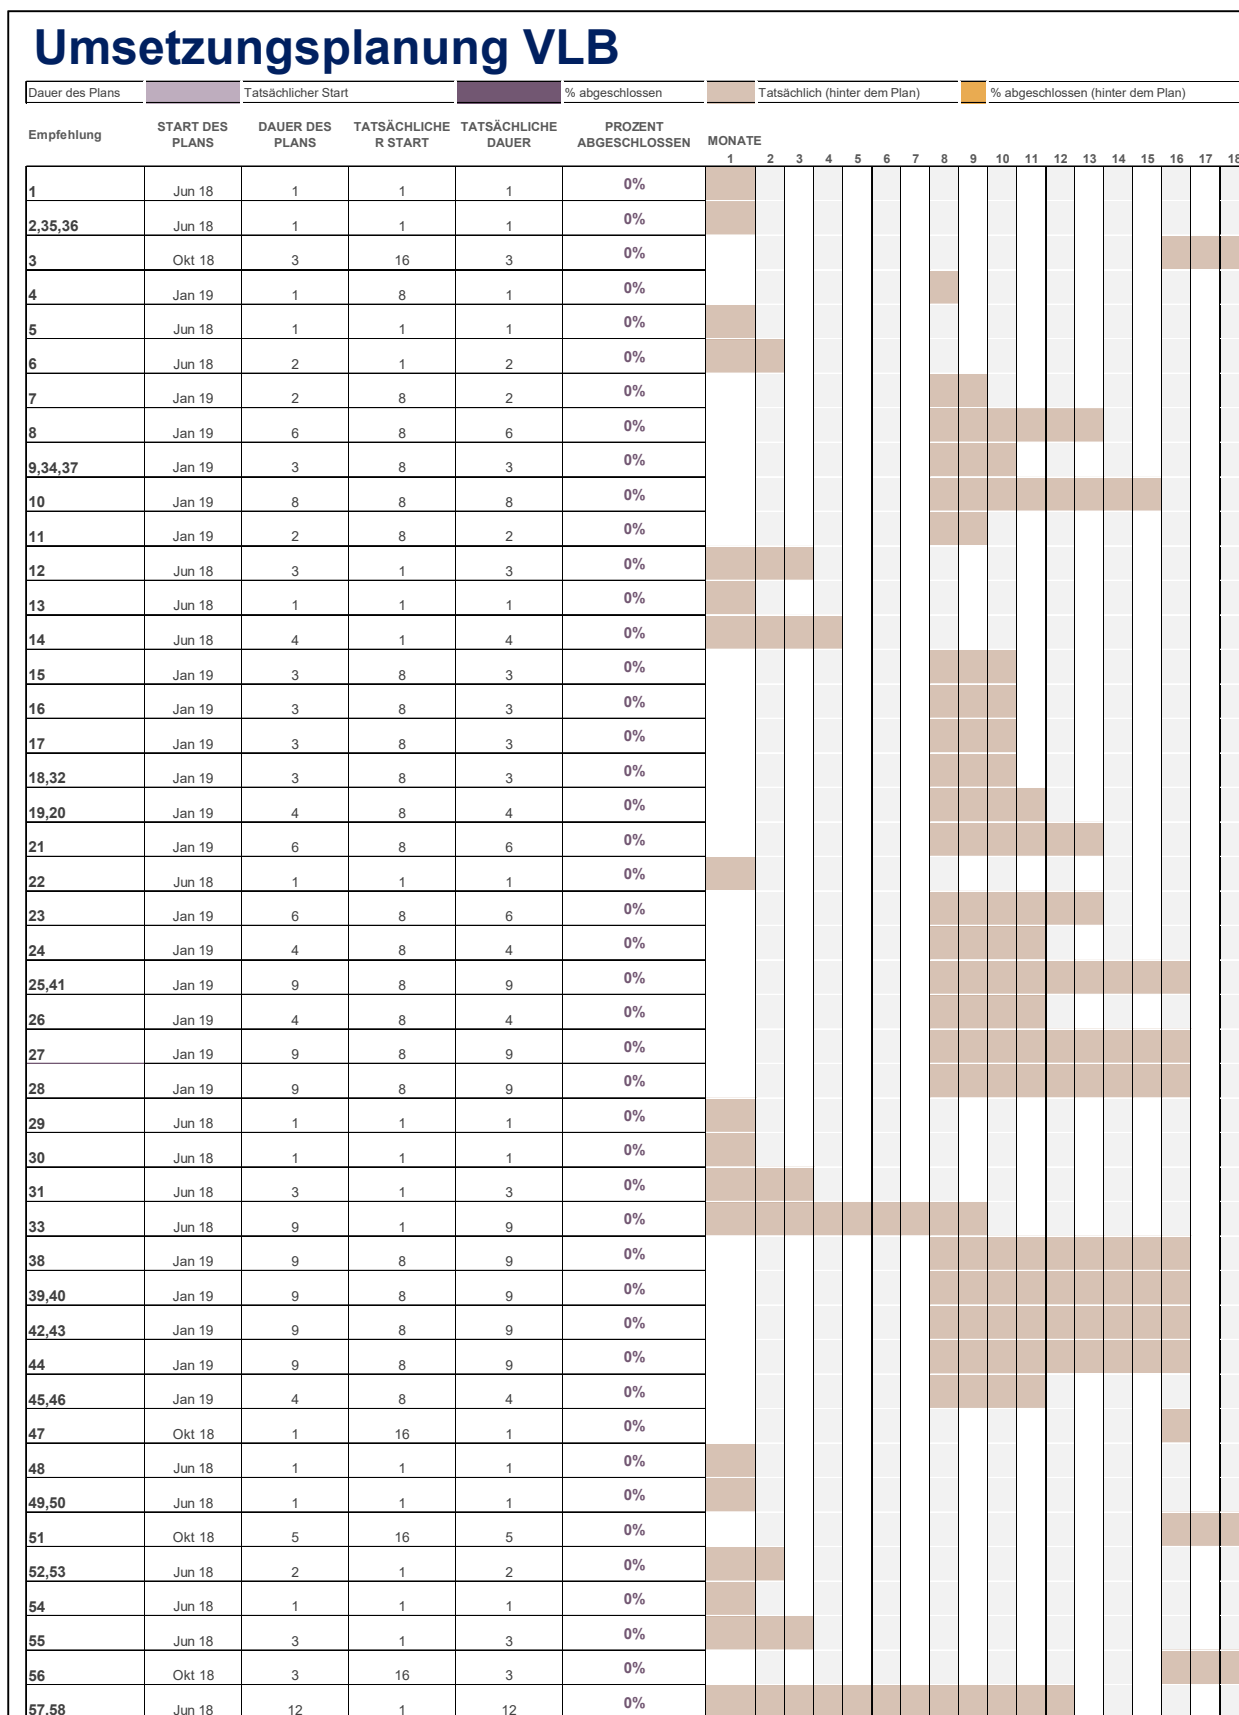 Umsetzungsplanung VLB
Dauer des Plans Tatsächlicher Start % abgeschlossen Tatsächlich (hinter dem Plan) % abgeschlossen (hinter dem Plan)
Empfehlung START DES PLANS DAUER DES PLANS TATSÄCHLICHE R START TATSÄCHLICHE DAUER PROZENT ABGESCHLOSSEN MONATE
1 2 3 4 5 6 7 8 9 10 11 12 13 14 15 16 17 18
1 Jun 18 1 1 1 0%
2,35,36 Jun 18 1 1 1 0%
3 Okt 18 3 16 3 0%
4 Jan 19 1 8 1 0%
5 Jun 18 1 1 1 0%
6 Jun 18 2 1 2 0%
7 Jan 19 2 8 2 0%
8 Jan 19 6 8 6 0%
9,34,37 Jan 19 3 8 3 0%
10 Jan 19 8 8 8 0%
11 Jan 19 2 8 2 0%
12 Jun 18 3 1 3 0%
13 Jun 18 1 1 1 0%
14 Jun 18 4 1 4 0%
15 Jan 19 3 8 3 0%
16 Jan 19 3 8 3 0%
17 Jan 19 3 8 3 0%
18,32 Jan 19 3 8 3 0%
19,20 Jan 19 4 8 4 0%
21 Jan 19 6 8 6 0%
22 Jun 18 1 1 1 0%
23 Jan 19 6 8 6 0%
24 Jan 19 4 8 4 0%
25,41 Jan 19 9 8 9 0%
26 Jan 19 4 8 4 0%
27 Jan 19 9 8 9 0%
28 Jan 19 9 8 9 0%
29 Jun 18 1 1 1 0%
30 Jun 18 1 1 1 0%
31 Jun 18 3 1 3 0%
33 Jun 18 9 1 9 0%
38 Jan 19 9 8 9 0%
39,40 Jan 19 9 8 9 0%
42,43 Jan 19 9 8 9 0%
44 Jan 19 9 8 9 0%
45,46 Jan 19 4 8 4 0%
47 Okt 18 1 16 1 0%
48 Jun 18 1 1 1 0%
49,50 Jun 18 1 1 1 0%
51 Okt 18 5 16 5 0%
52,53 Jun 18 2 1 2 0%
54 Jun 18 1 1 1 0%
55 Jun 18 3 1 3 0%
56 Okt 18 3 16 3 0%
57,58 Jun 18 12 1 12 0%